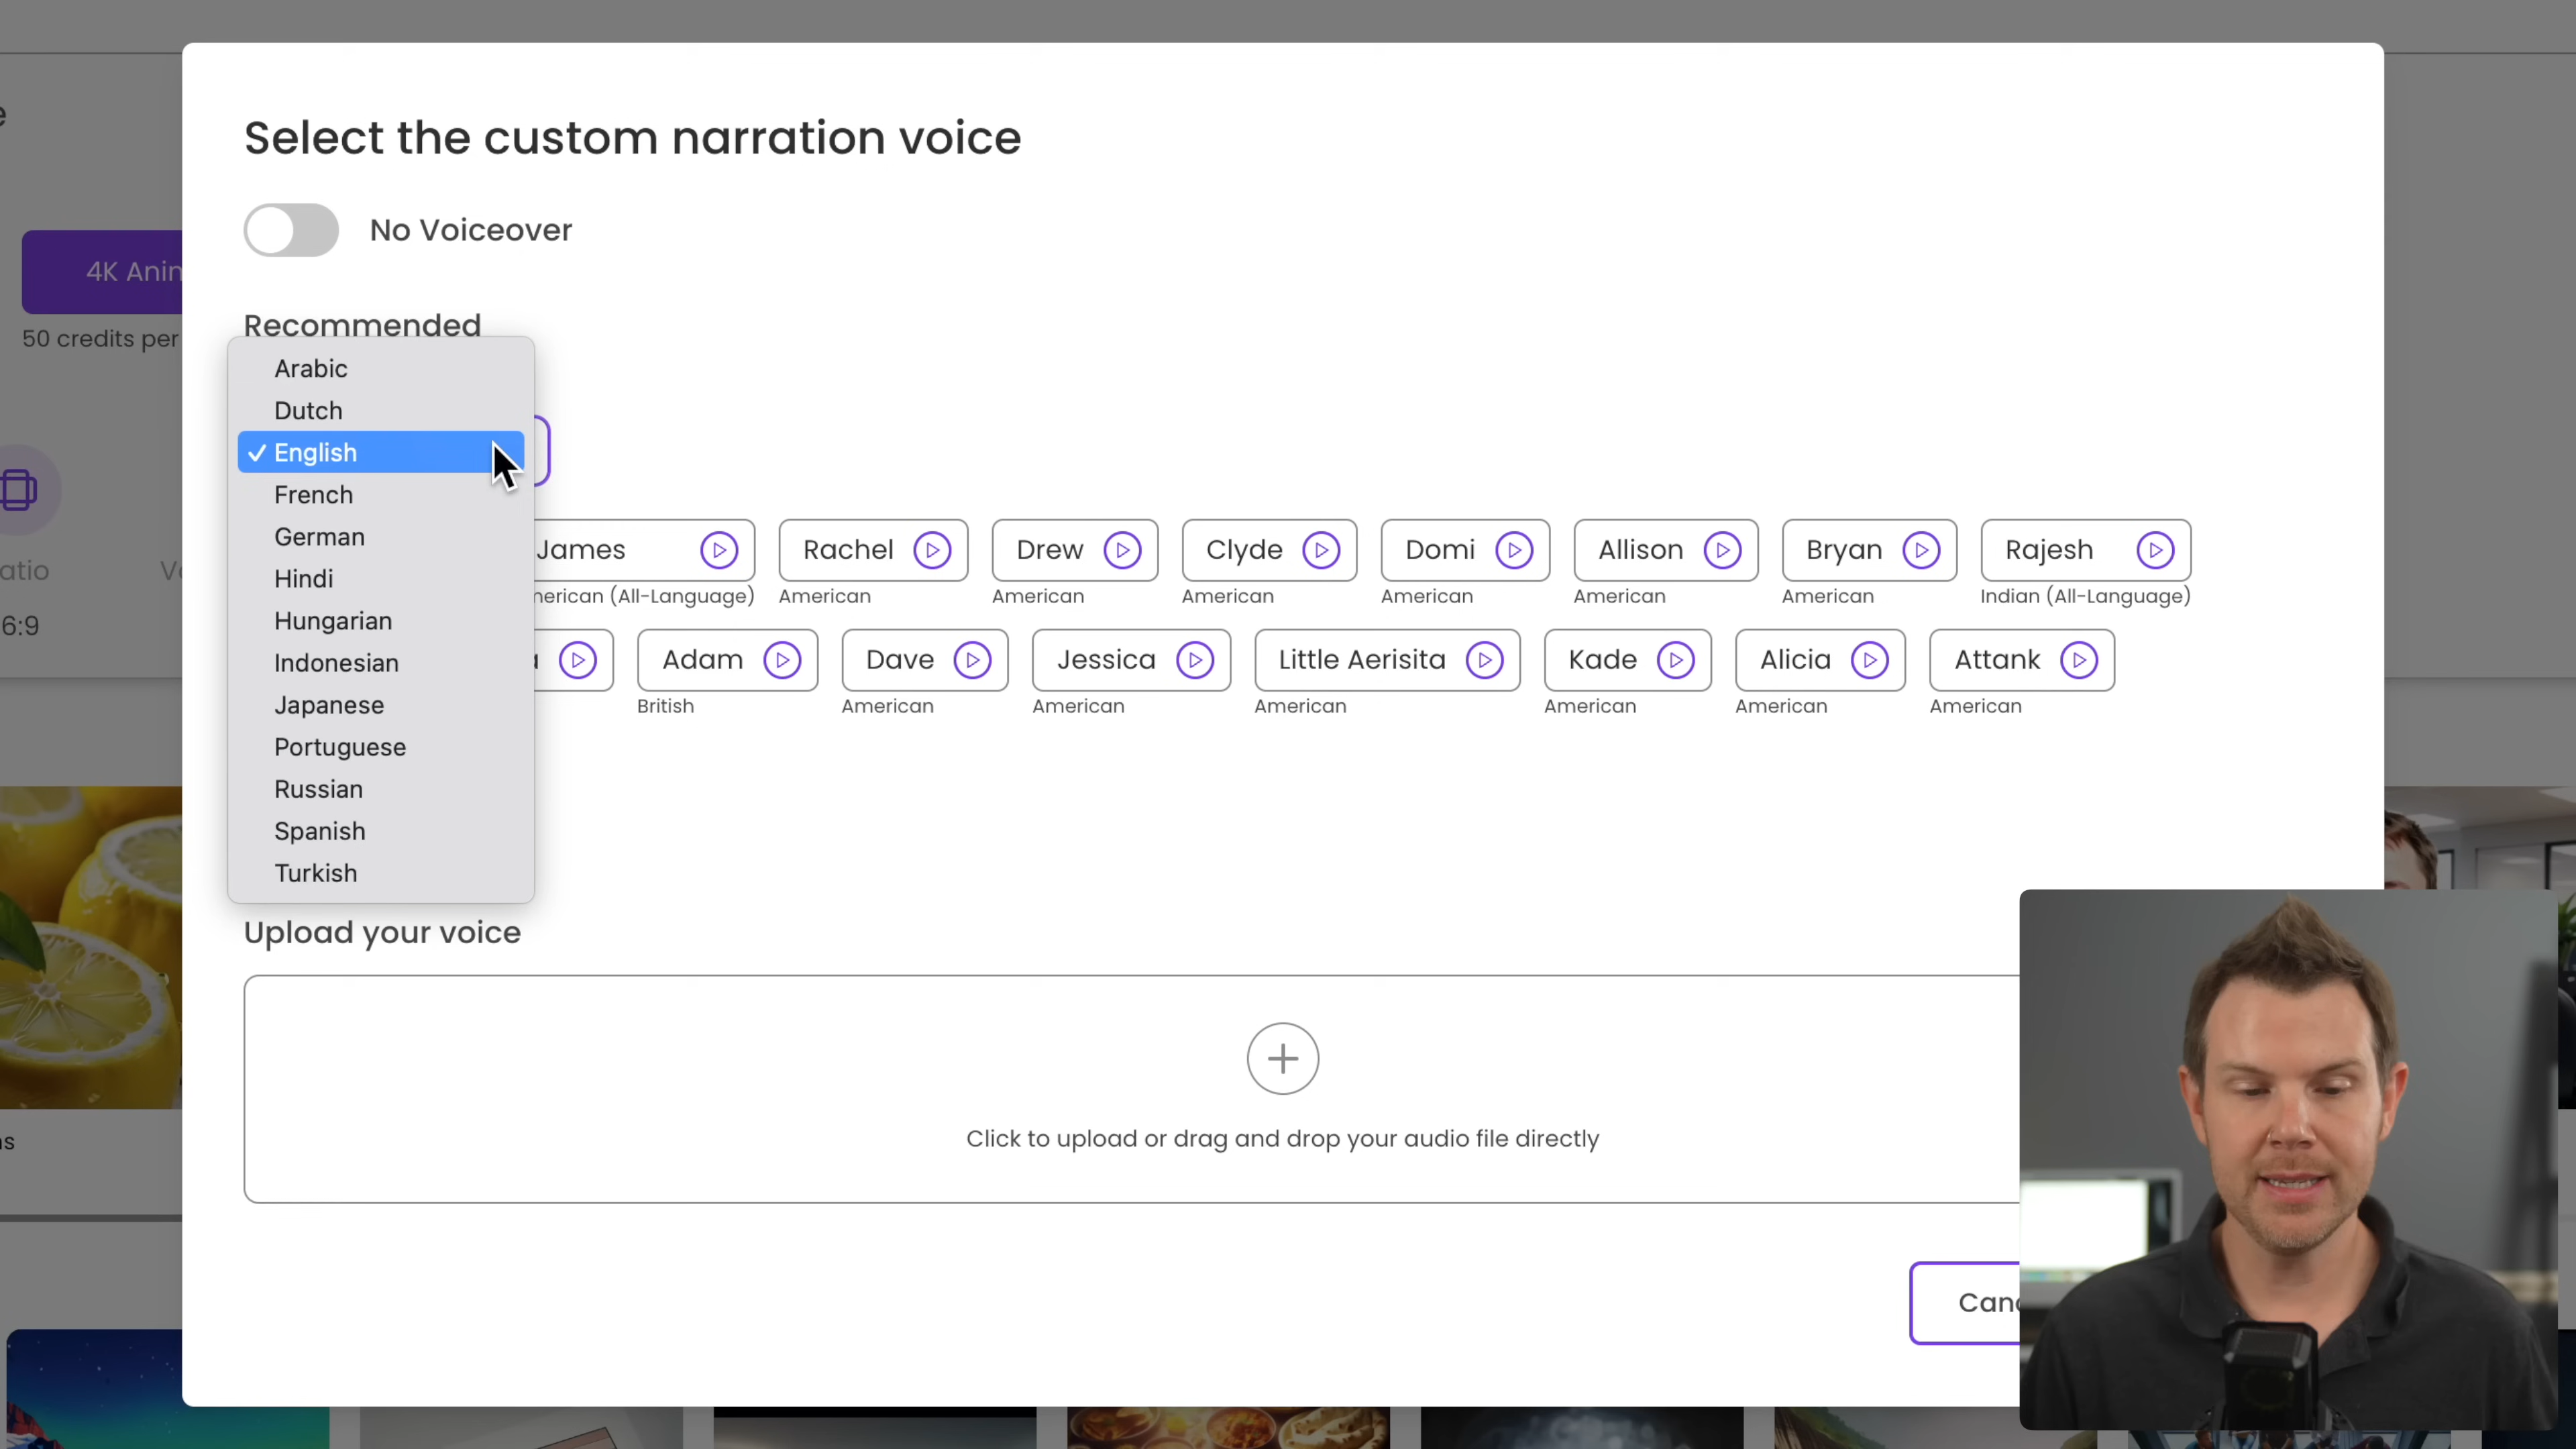 Select the custom narration voice
No Voiceover
4K Anin
50 credits per
Recommended
Arabic
Dutch
✓ English
French
German
Hindi
Hungarian
Indonesian
Japanese
Portuguese
Russian
Spanish
Turkish
James Rachel Drew Clyde Domi Allison Bryan Rajesh
nerican (All-Language) American American American American American American Indian (All-Language)
Adam Dave Jessica Little Aerisita Kade Alicia Attank
British American American American American American American
atio
6:9
Upload your voice
Click to upload or drag and drop your audio file directly
Canc